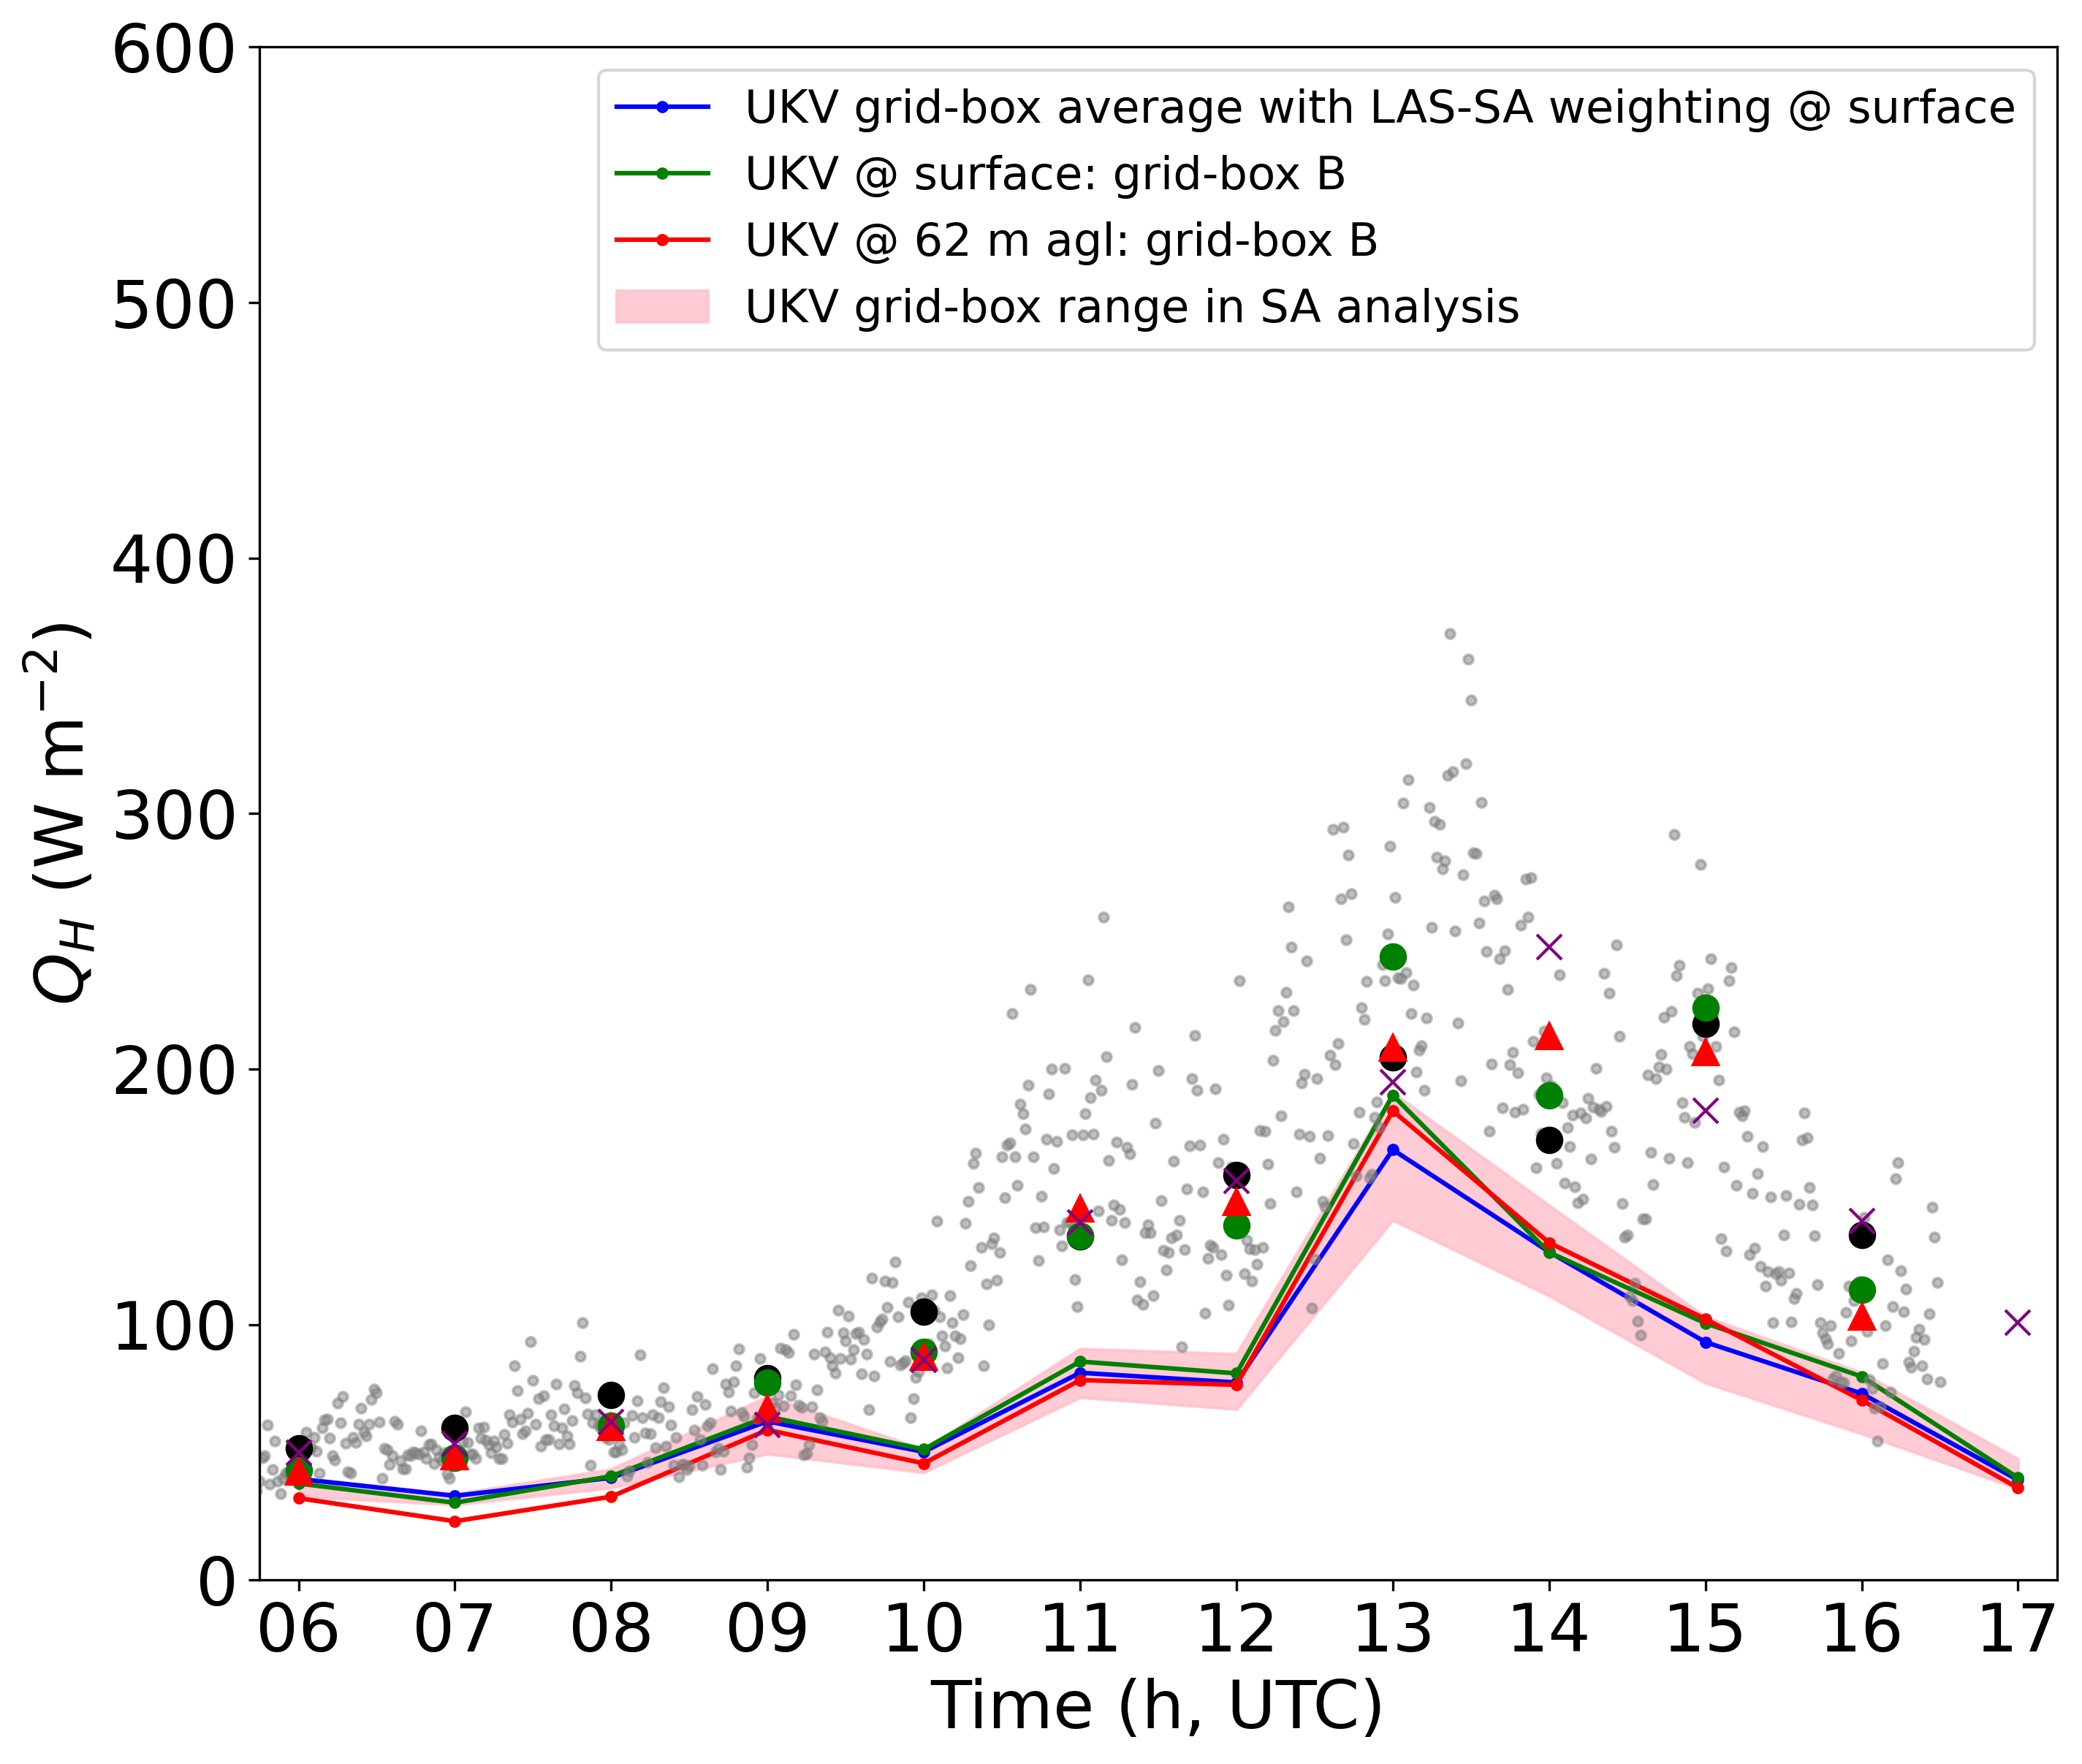 600
500
400
300
200
100
0
Q_H (W m⁻²)
UKV grid-box average with LAS-SA weighting @ surface
UKV @ surface: grid-box B
UKV @ 62 m agl: grid-box B
UKV grid-box range in SA analysis
06 07 08 09 10 11 12 13 14 15 16 17
Time (h, UTC)